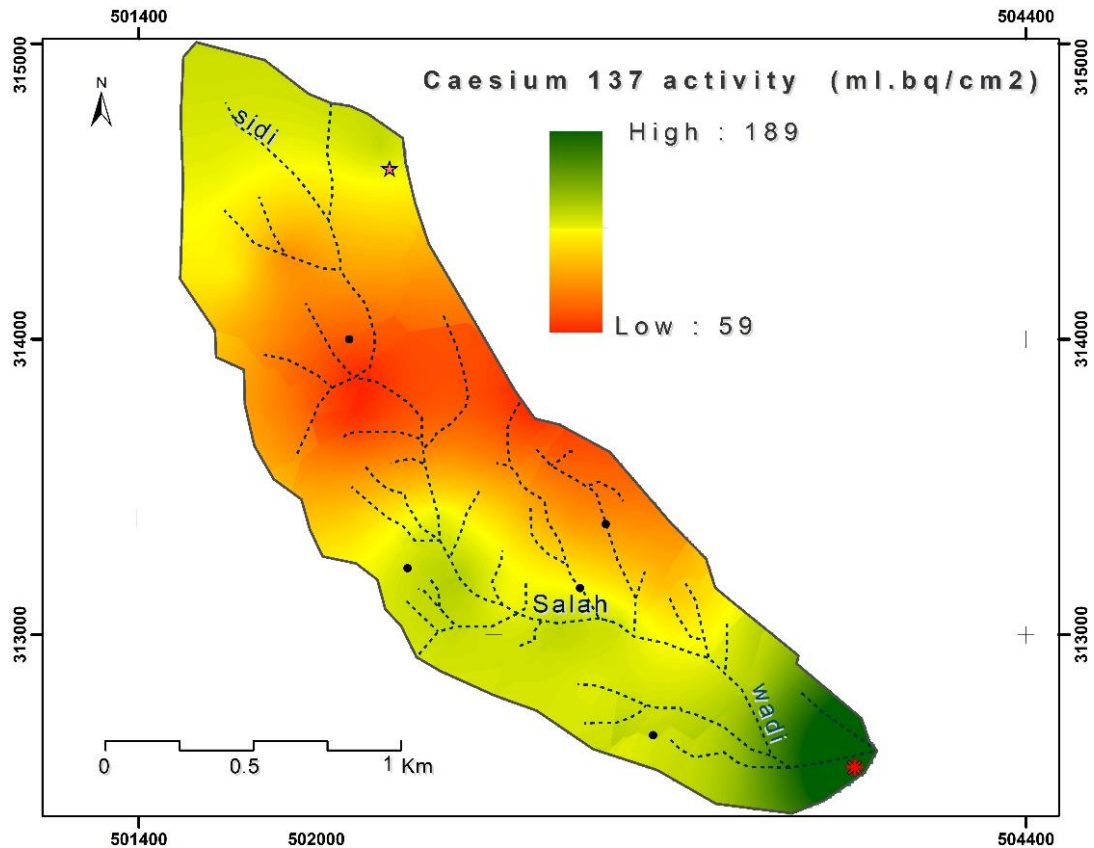 501400
504400
315000
315000
N
Caesium 137 activity (ml.bq/cm2)
High : 189
sidi
Low : 59
314000
314000
Salah
313000
313000
wadi
0 0.5 1 Km
501400
502000
504400